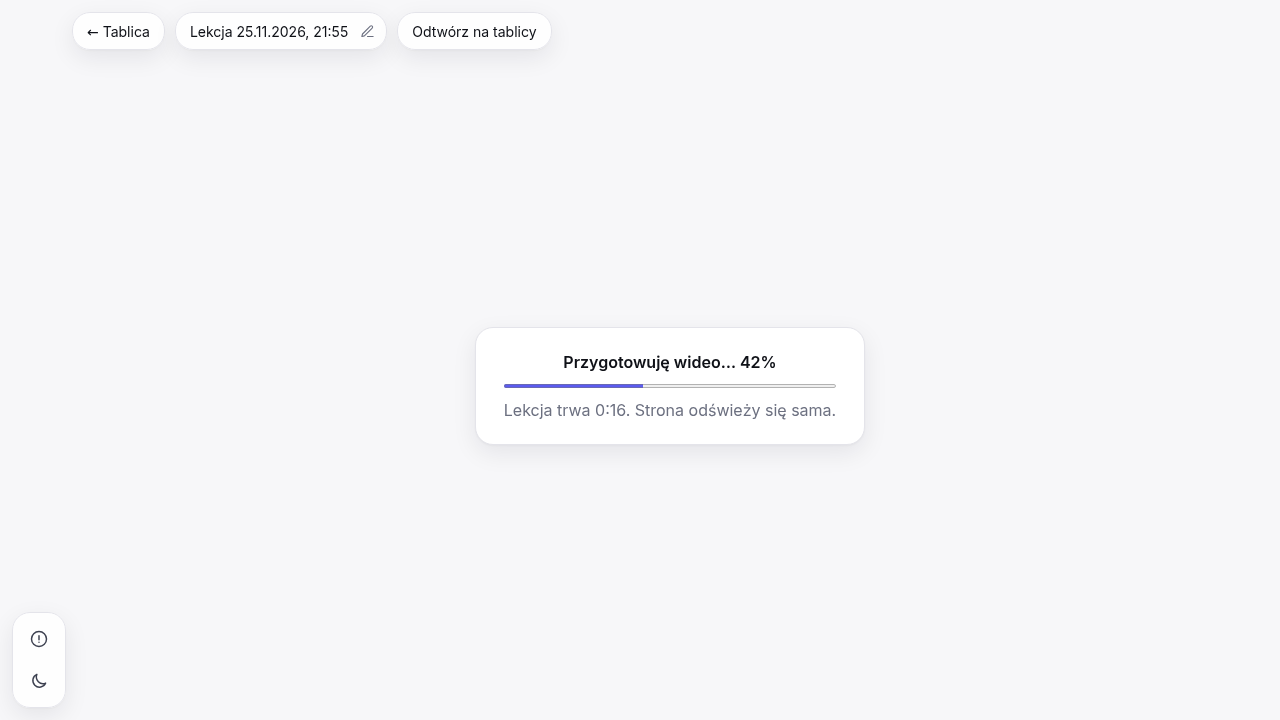 ← Tablica
Lekcja 25.11.2026, 21:55
Odtwórz na tablicy
Przygotowuję wideo... 42%
Lekcja trwa 0:16. Strona odświeży się sama.